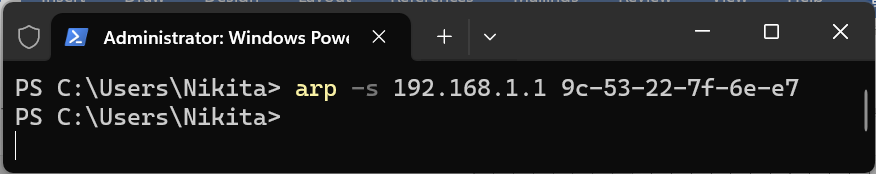 Administrator: Windows Powe
PS C:\Users\Nikita> arp -s 192.168.1.1 9c-53-22-7f-6e-e7
PS C:\Users\Nikita>